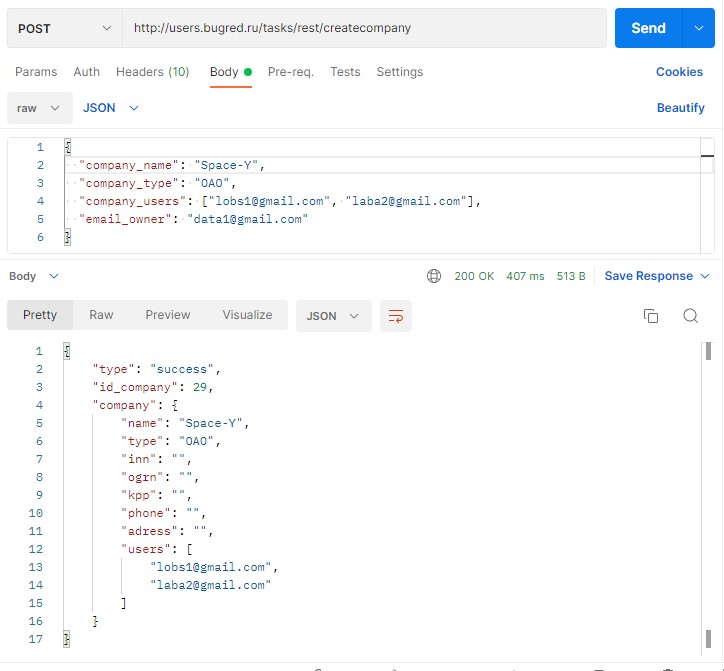 POST http://users.bugred.ru/tasks/rest/createcompany Send
Params Auth Headers (10) Body Pre-req. Tests Settings Cookies
raw JSON Beautify
1 {
2 "company_name": "Space-Y",
3 "company_type": "ОАО",
4 "company_users": ["lobs1@gmail.com", "laba2@gmail.com"],
5 "email_owner": "data1@gmail.com"
6 }
Body 200 OK 407 ms 513 B Save Response
Pretty Raw Preview Visualize JSON
1 {
2 "type": "success",
3 "id_company": 29,
4 "company": {
5 "name": "Space-Y",
6 "type": "ОАО",
7 "inn": "",
8 "ogrn": "",
9 "kpp": "",
10 "phone": "",
11 "adress": "",
12 "users": [
13 "lobs1@gmail.com",
14 "laba2@gmail.com"
15 ]
16 }
17 }